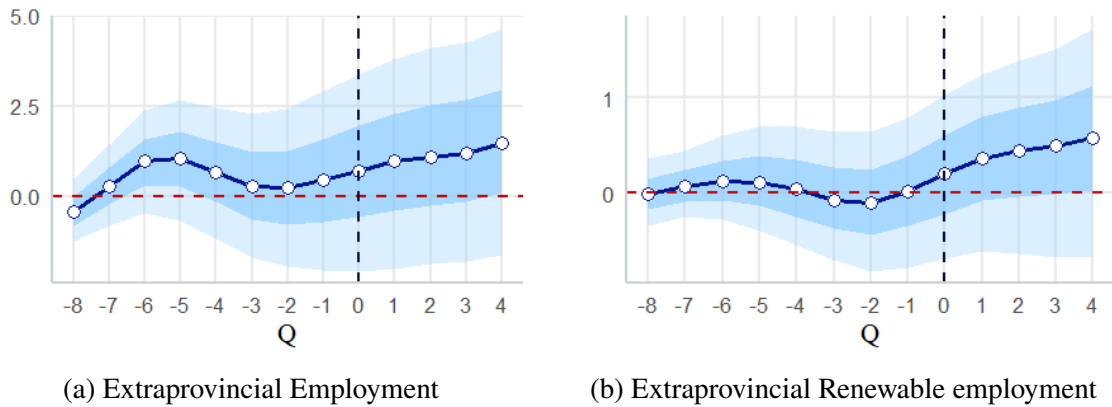 5.0
2.5
0.0
-8 -7 -6 -5 -4 -3 -2 -1 0 1 2 3 4
Q
(a) Extraprovincial Employment
1
0
-8 -7 -6 -5 -4 -3 -2 -1 0 1 2 3 4
Q
(b) Extraprovincial Renewable employment